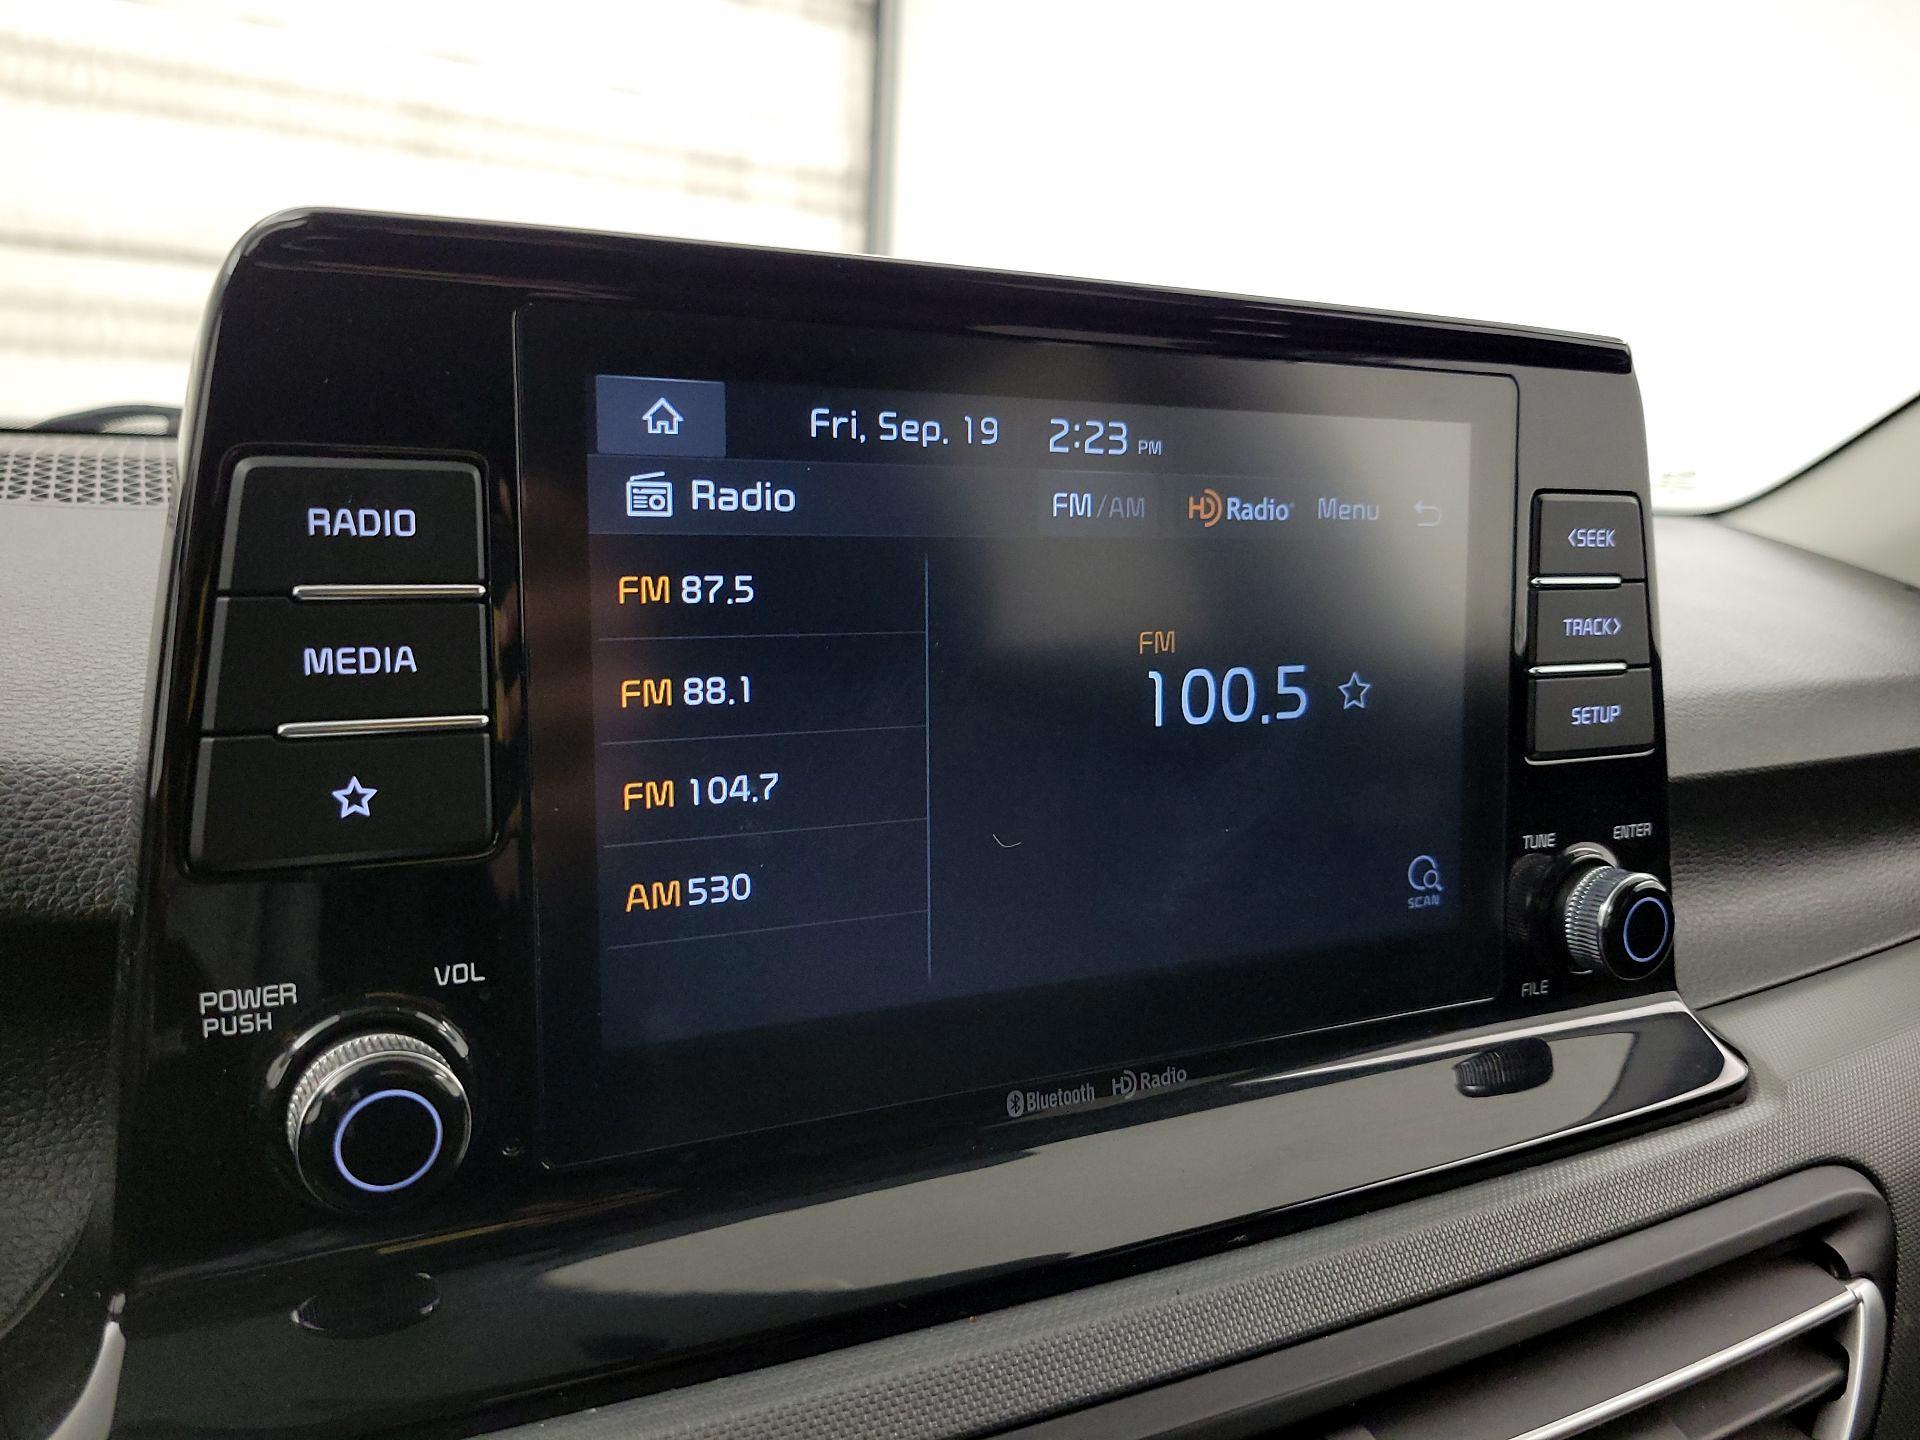 Fri, Sep. 19 2:23 PM
Radio FM/AM HD Radio Menu
FM 87.5
FM 88.1
FM 104.7
AM 530
FM
100.5
SCAN
RADIO
MEDIA
POWER
PUSH
VOL
<SEEK
TRACK>
SETUP
TUNE
ENTER
FILE
Bluetooth HD Radio